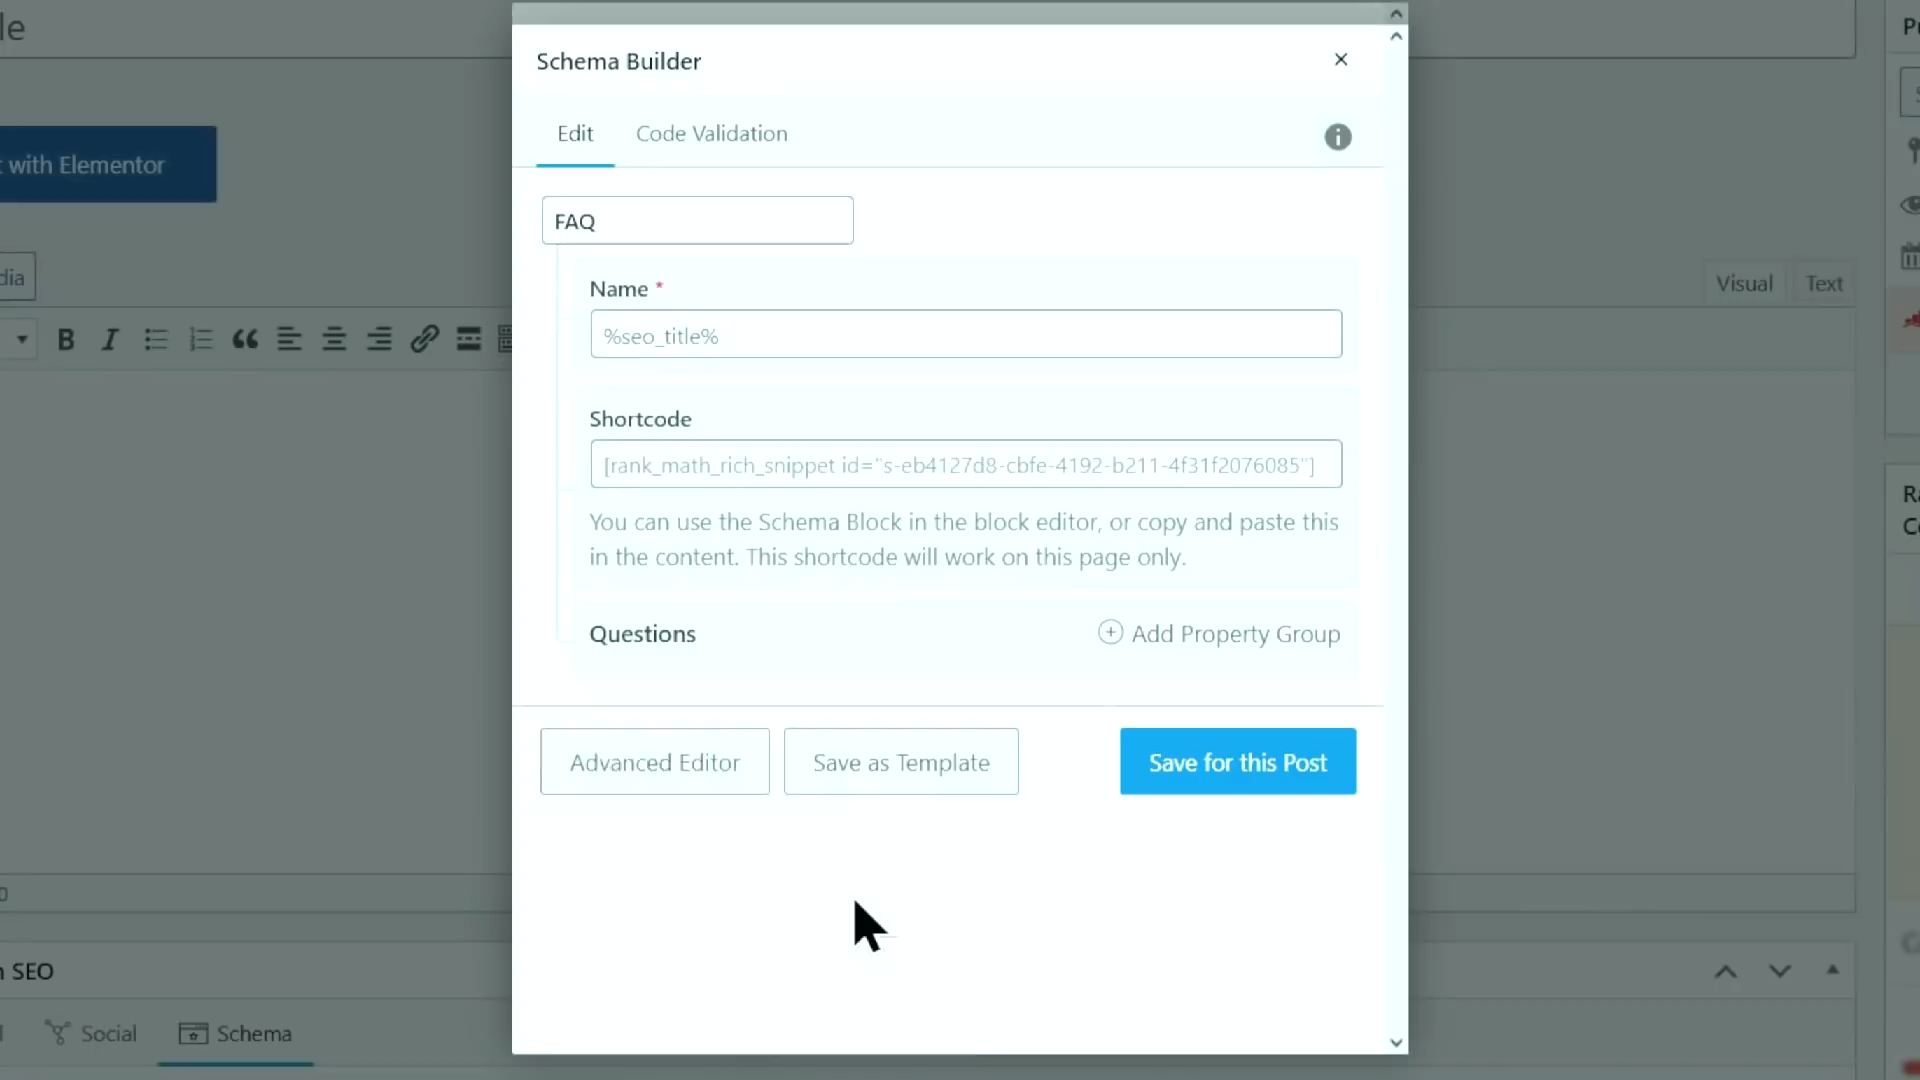 le
Schema Builder
with Elementor
Edit
Code Validation
FAQ
dia
Visual
Text
Name *
%seo_title%
Shortcode
[rank_math_rich_snippet id="s-eb4127d8-cbfe-4192-b211-4f31f2076085"]
You can use the Schema Block in the block editor, or copy and paste this
in the content. This shortcode will work on this page only.
Questions
Add Property Group
Advanced Editor
Save as Template
Save for this Post
SEO
Social
Schema